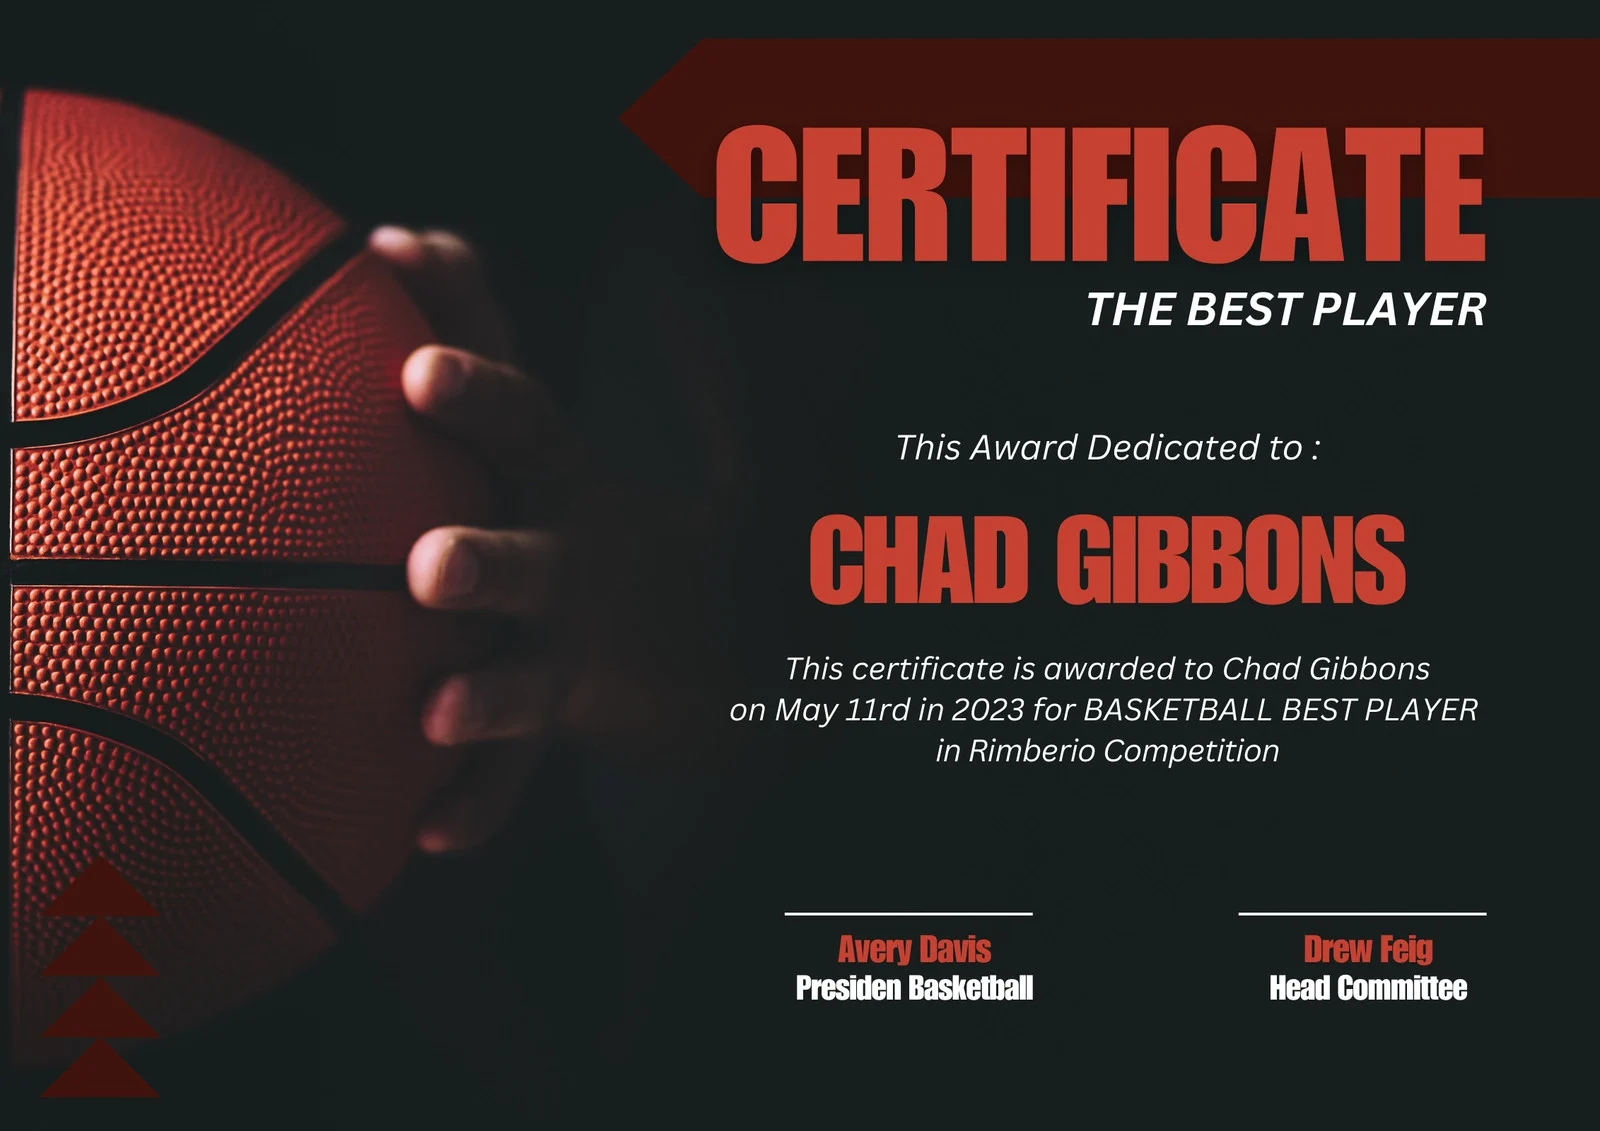 CERTIFICATE
THE BEST PLAYER
This Award Dedicated to :
CHAD GIBBONS
This certificate is awarded to Chad Gibbons
on May 11rd in 2023 for BASKETBALL BEST PLAYER
in Rimberio Competition
Avery Davis
Presiden Basketball
Drew Feig
Head Committee